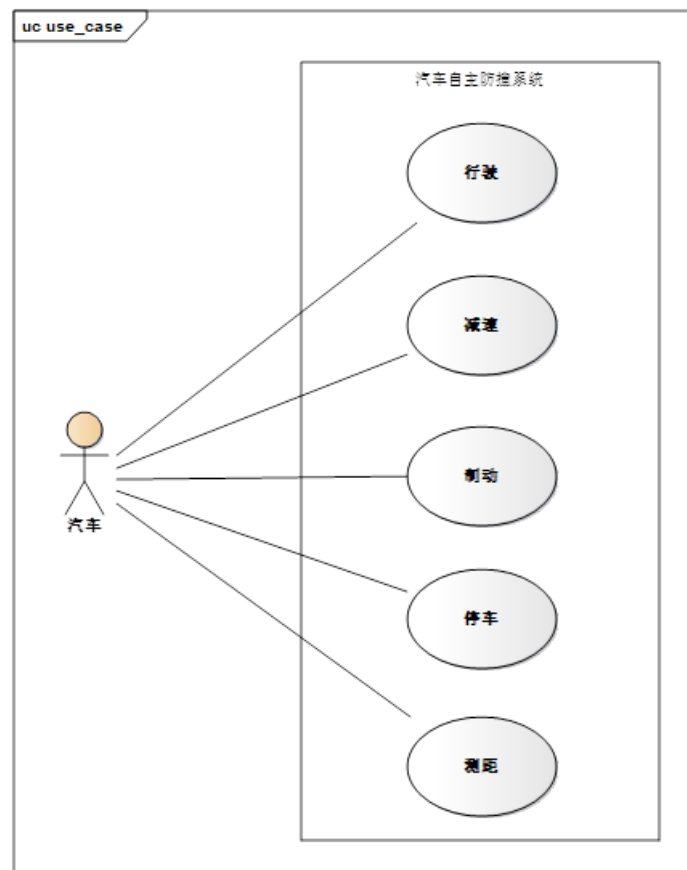 uc use_case
汽车自主防撞系统
行驶
减速
制动
停车
测距
汽车